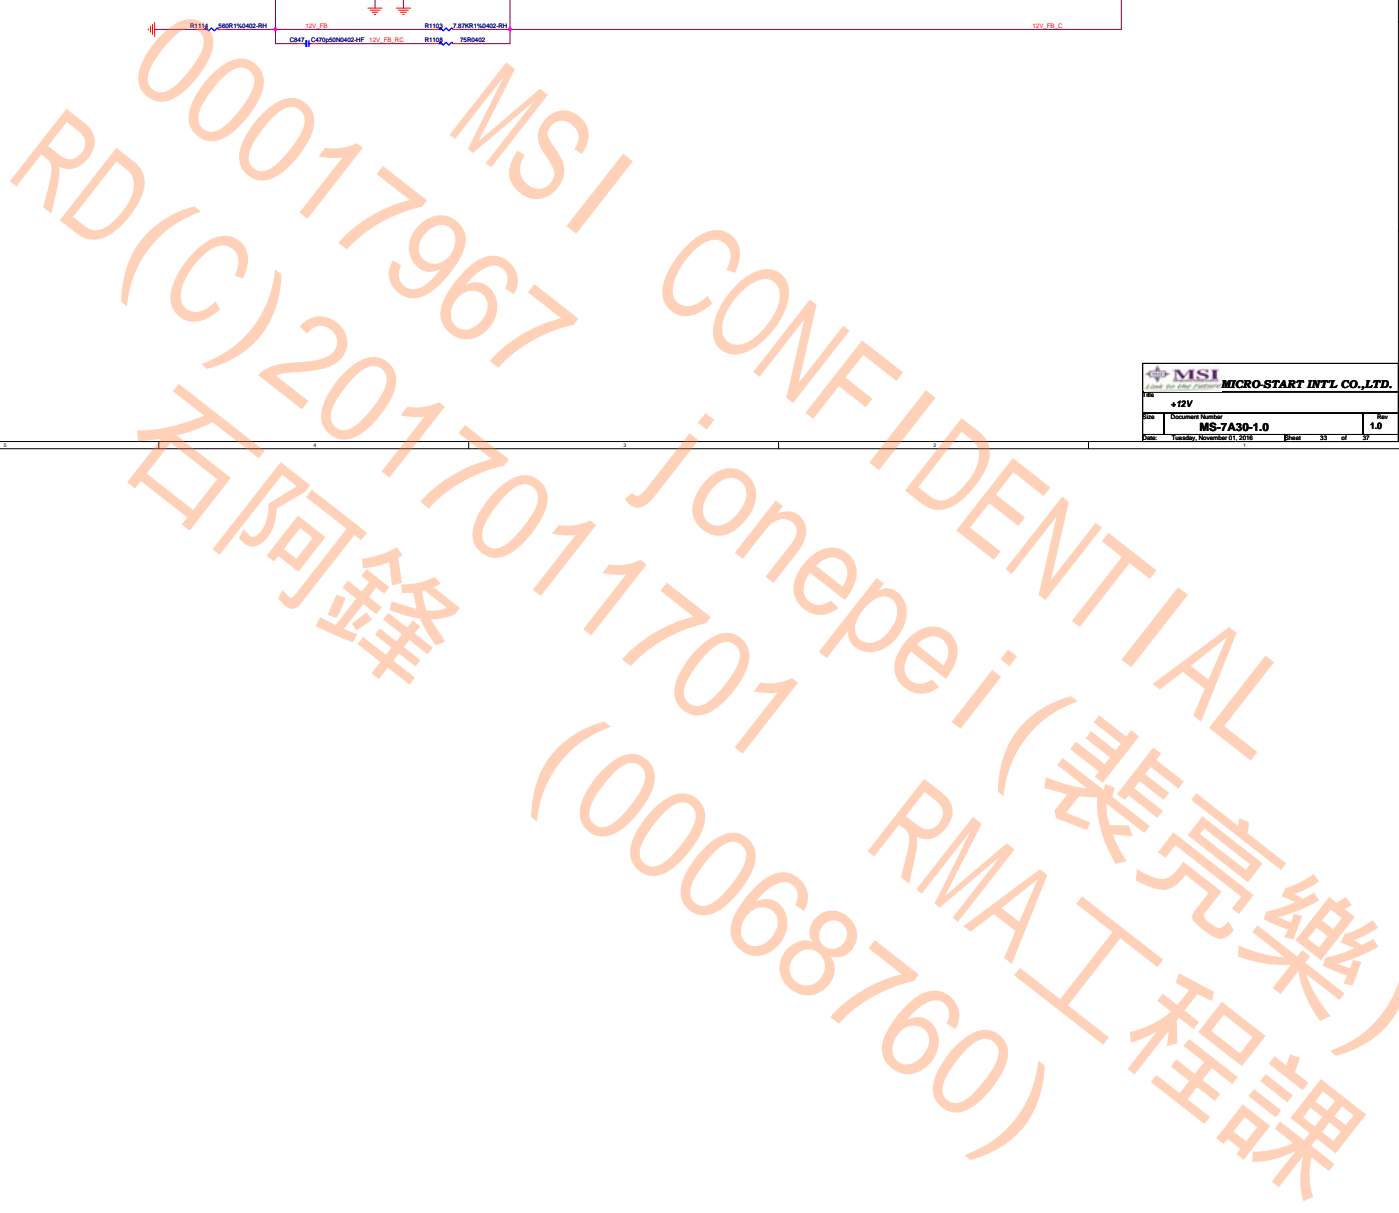 R1114 560R1%0402-RH 12V_FB R1103 7.87KR1%0402-RH 12V_FB_C
C847 C470p50N0402-HF 12V_FB_RC R1108 75R0402
MSI CONFIDENTIAL
00017967 jonepei(裴亮樂)
RD(C)2017011701 RMA工程課
石阿鋒 (00068760)
MSI MICRO-START INT'L CO.,LTD.
Title
+12V
Size Document Number Rev
MS-7A30-1.0 1.0
Date: Tuesday, November 01, 2016 Sheet 33 of 37
5 4 3 2 1